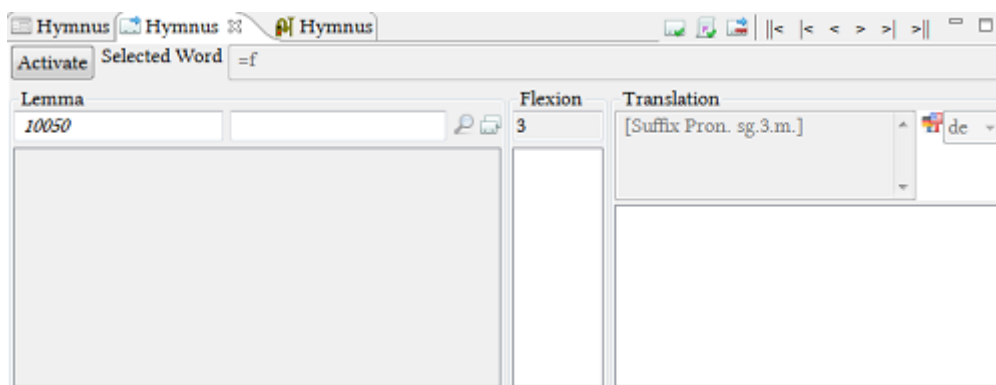 Hymnus Hymnus Hymnus ||< |< < > >| >||
Activate Selected Word =f
Lemma Flexion Translation
10050 3 [Suffix Pron. sg.3.m.] de